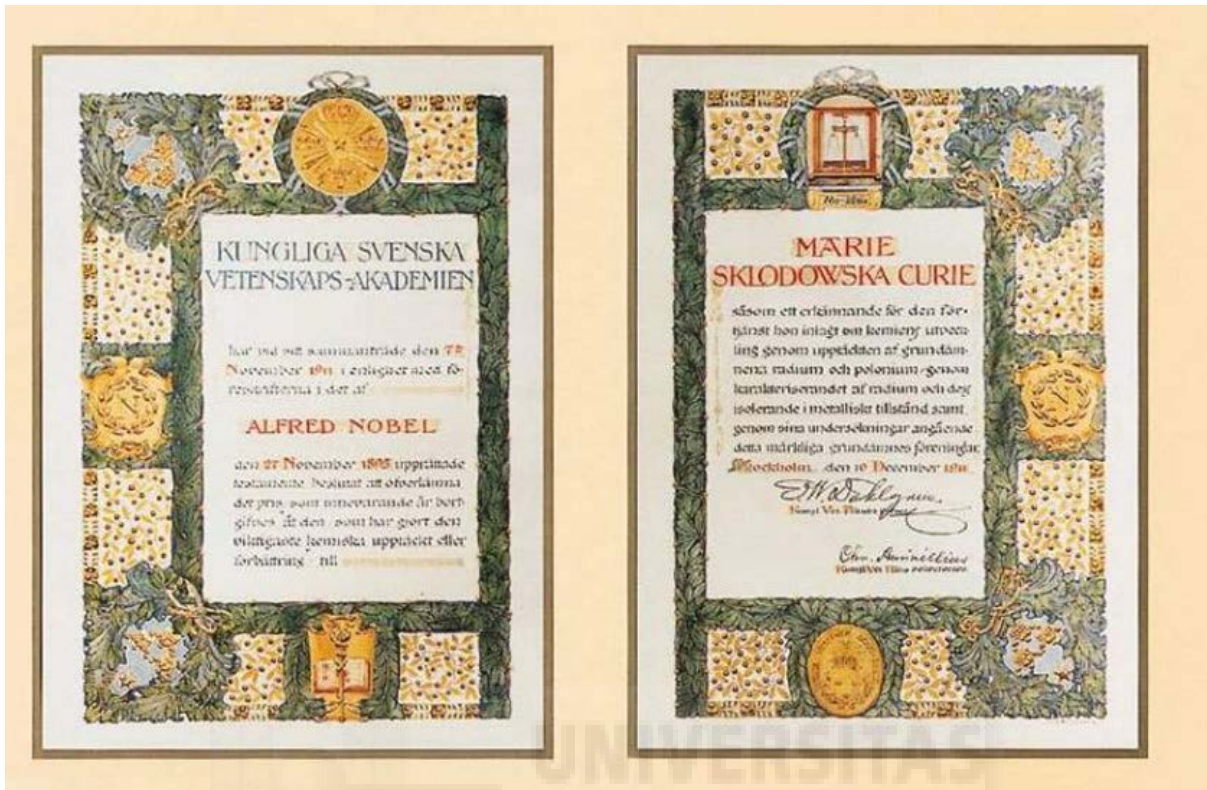 KUNGLIGA SVENSKA
VETENSKAPS-AKADEMIEN
har vid sitt sammanträde den
November 1911 i enlighet med fö-
reskrifterna i det af
ALFRED NOBEL
den 27 November 1895 upprättade
testamente beslutat att öfverlämna
det pris, som innevarande år bort-
gifves åt den som har gjort den
viktigaste kemiska upptäckt eller
förbättring till
MARIE
SKLODOWSKA CURIE
såsom ett erkännande för den för-
tjänst hon inlagt om kemiens utveck-
ling genom upptäckten af grundäm-
nena radium och polonium, genom
karakteriserandet af radium och dess
isolerande i metalliskt tillstånd samt
genom sina undersökningar angående
detta märkliga grundämnes föreningar.
Stockholm den 10 December 1911
UNIVERSITAS